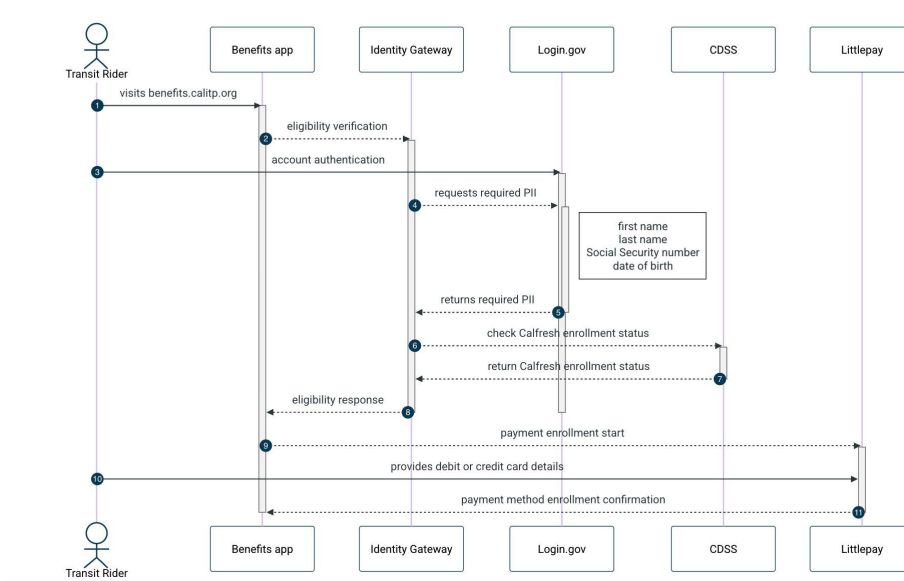 Transit Rider
Benefits app
Identity Gateway
Login.gov
CDSS
Littlepay
visits benefits.calitp.org
1
eligibility verification
2
account authentication
3
requests required PII
4
first name
last name
Social Security number
date of birth
returns required PII
5
check Calfresh enrollment status
6
return Calfresh enrollment status
7
eligibility response
8
payment enrollment start
9
provides debit or credit card details
10
payment method enrollment confirmation
11
Transit Rider
Benefits app
Identity Gateway
Login.gov
CDSS
Littlepay